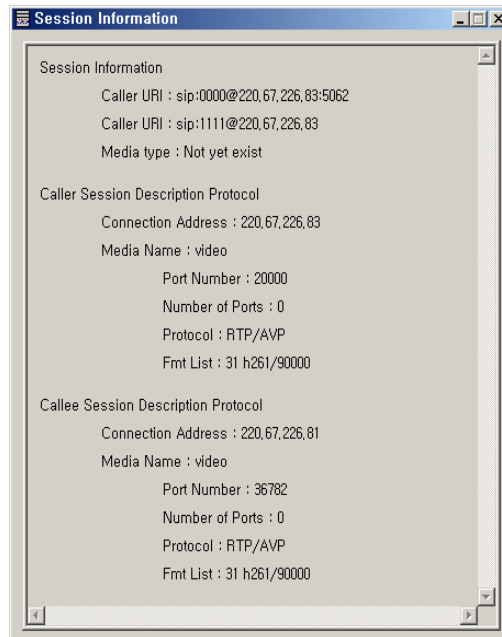 Session Information
Session Information
Caller URI : sip:0000@220,67,226,83:5062
Caller URI : sip:1111@220,67,226,83
Media type : Not yet exist
Caller Session Description Protocol
Connection Address : 220,67,226,83
Media Name : video
Port Number : 20000
Number of Ports : 0
Protocol : RTP/AVP
Fmt List : 31 h261/90000
Callee Session Description Protocol
Connection Address : 220,67,226,81
Media Name : video
Port Number : 36782
Number of Ports : 0
Protocol : RTP/AVP
Fmt List : 31 h261/90000